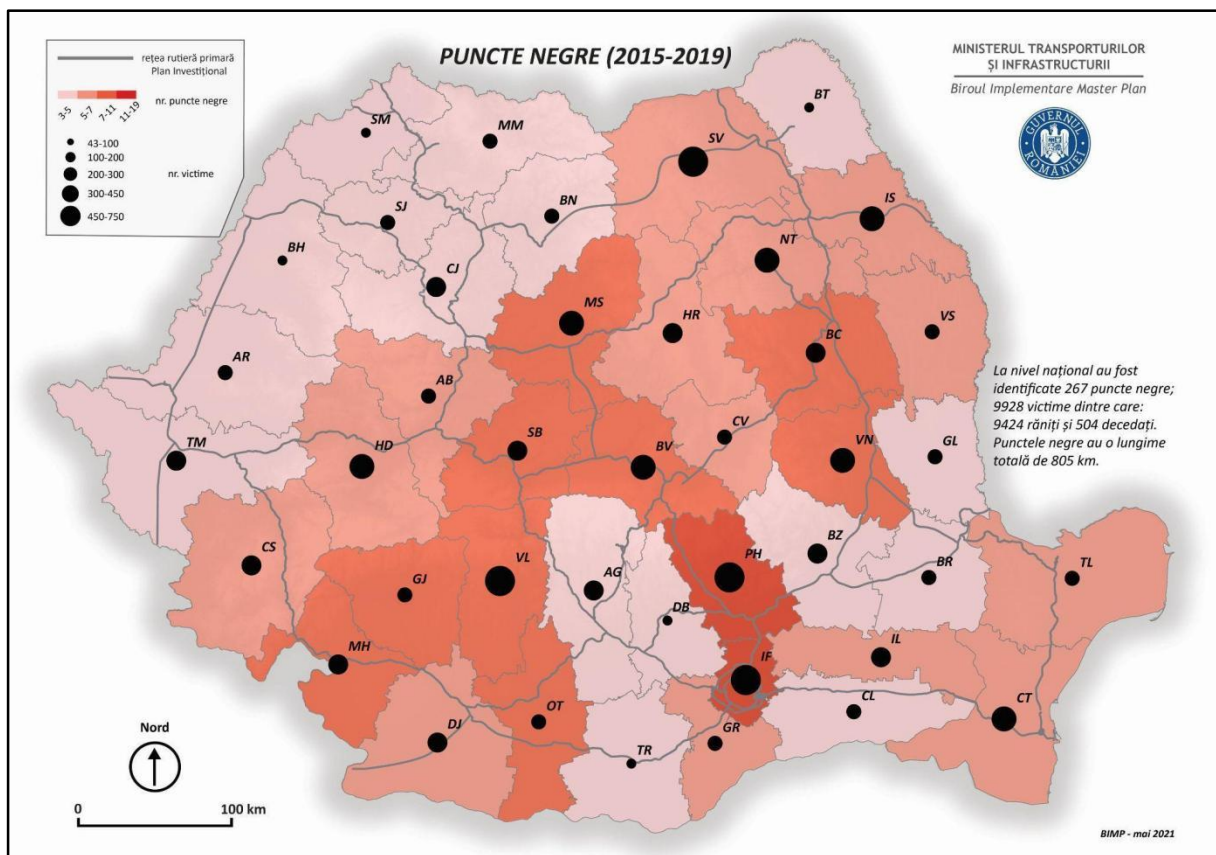 PUNCTE NEGRE (2015-2019)
rețea rutieră primară
Plan Investițional
3-5
5-7
7-11
11-19
nr. puncte negre
43-100
100-200
200-300
300-450
450-750
nr. victime
MINISTERUL TRANSPORTURILOR
ȘI INFRASTRUCTURII
Biroul Implementare Master Plan
GUVERNUL
ROMÂNIEI
BT
SM
MM
SV
BN
SJ
IS
BH
NT
CJ
MS
HR
BC
VS
AR
AB
La nivel național au fost
identificate 267 puncte negre;
9928 victime dintre care:
9424 răniți și 504 decedați.
Punctele negre au o lungime
totală de 805 km.
SB
CV
TM
HD
BV
VN
GL
CS
GJ
VL
AG
PH
BZ
BR
TL
DB
MH
IF
IL
CT
CL
OT
DJ
GR
TR
Nord
0
100 km
BIMP - mai 2021